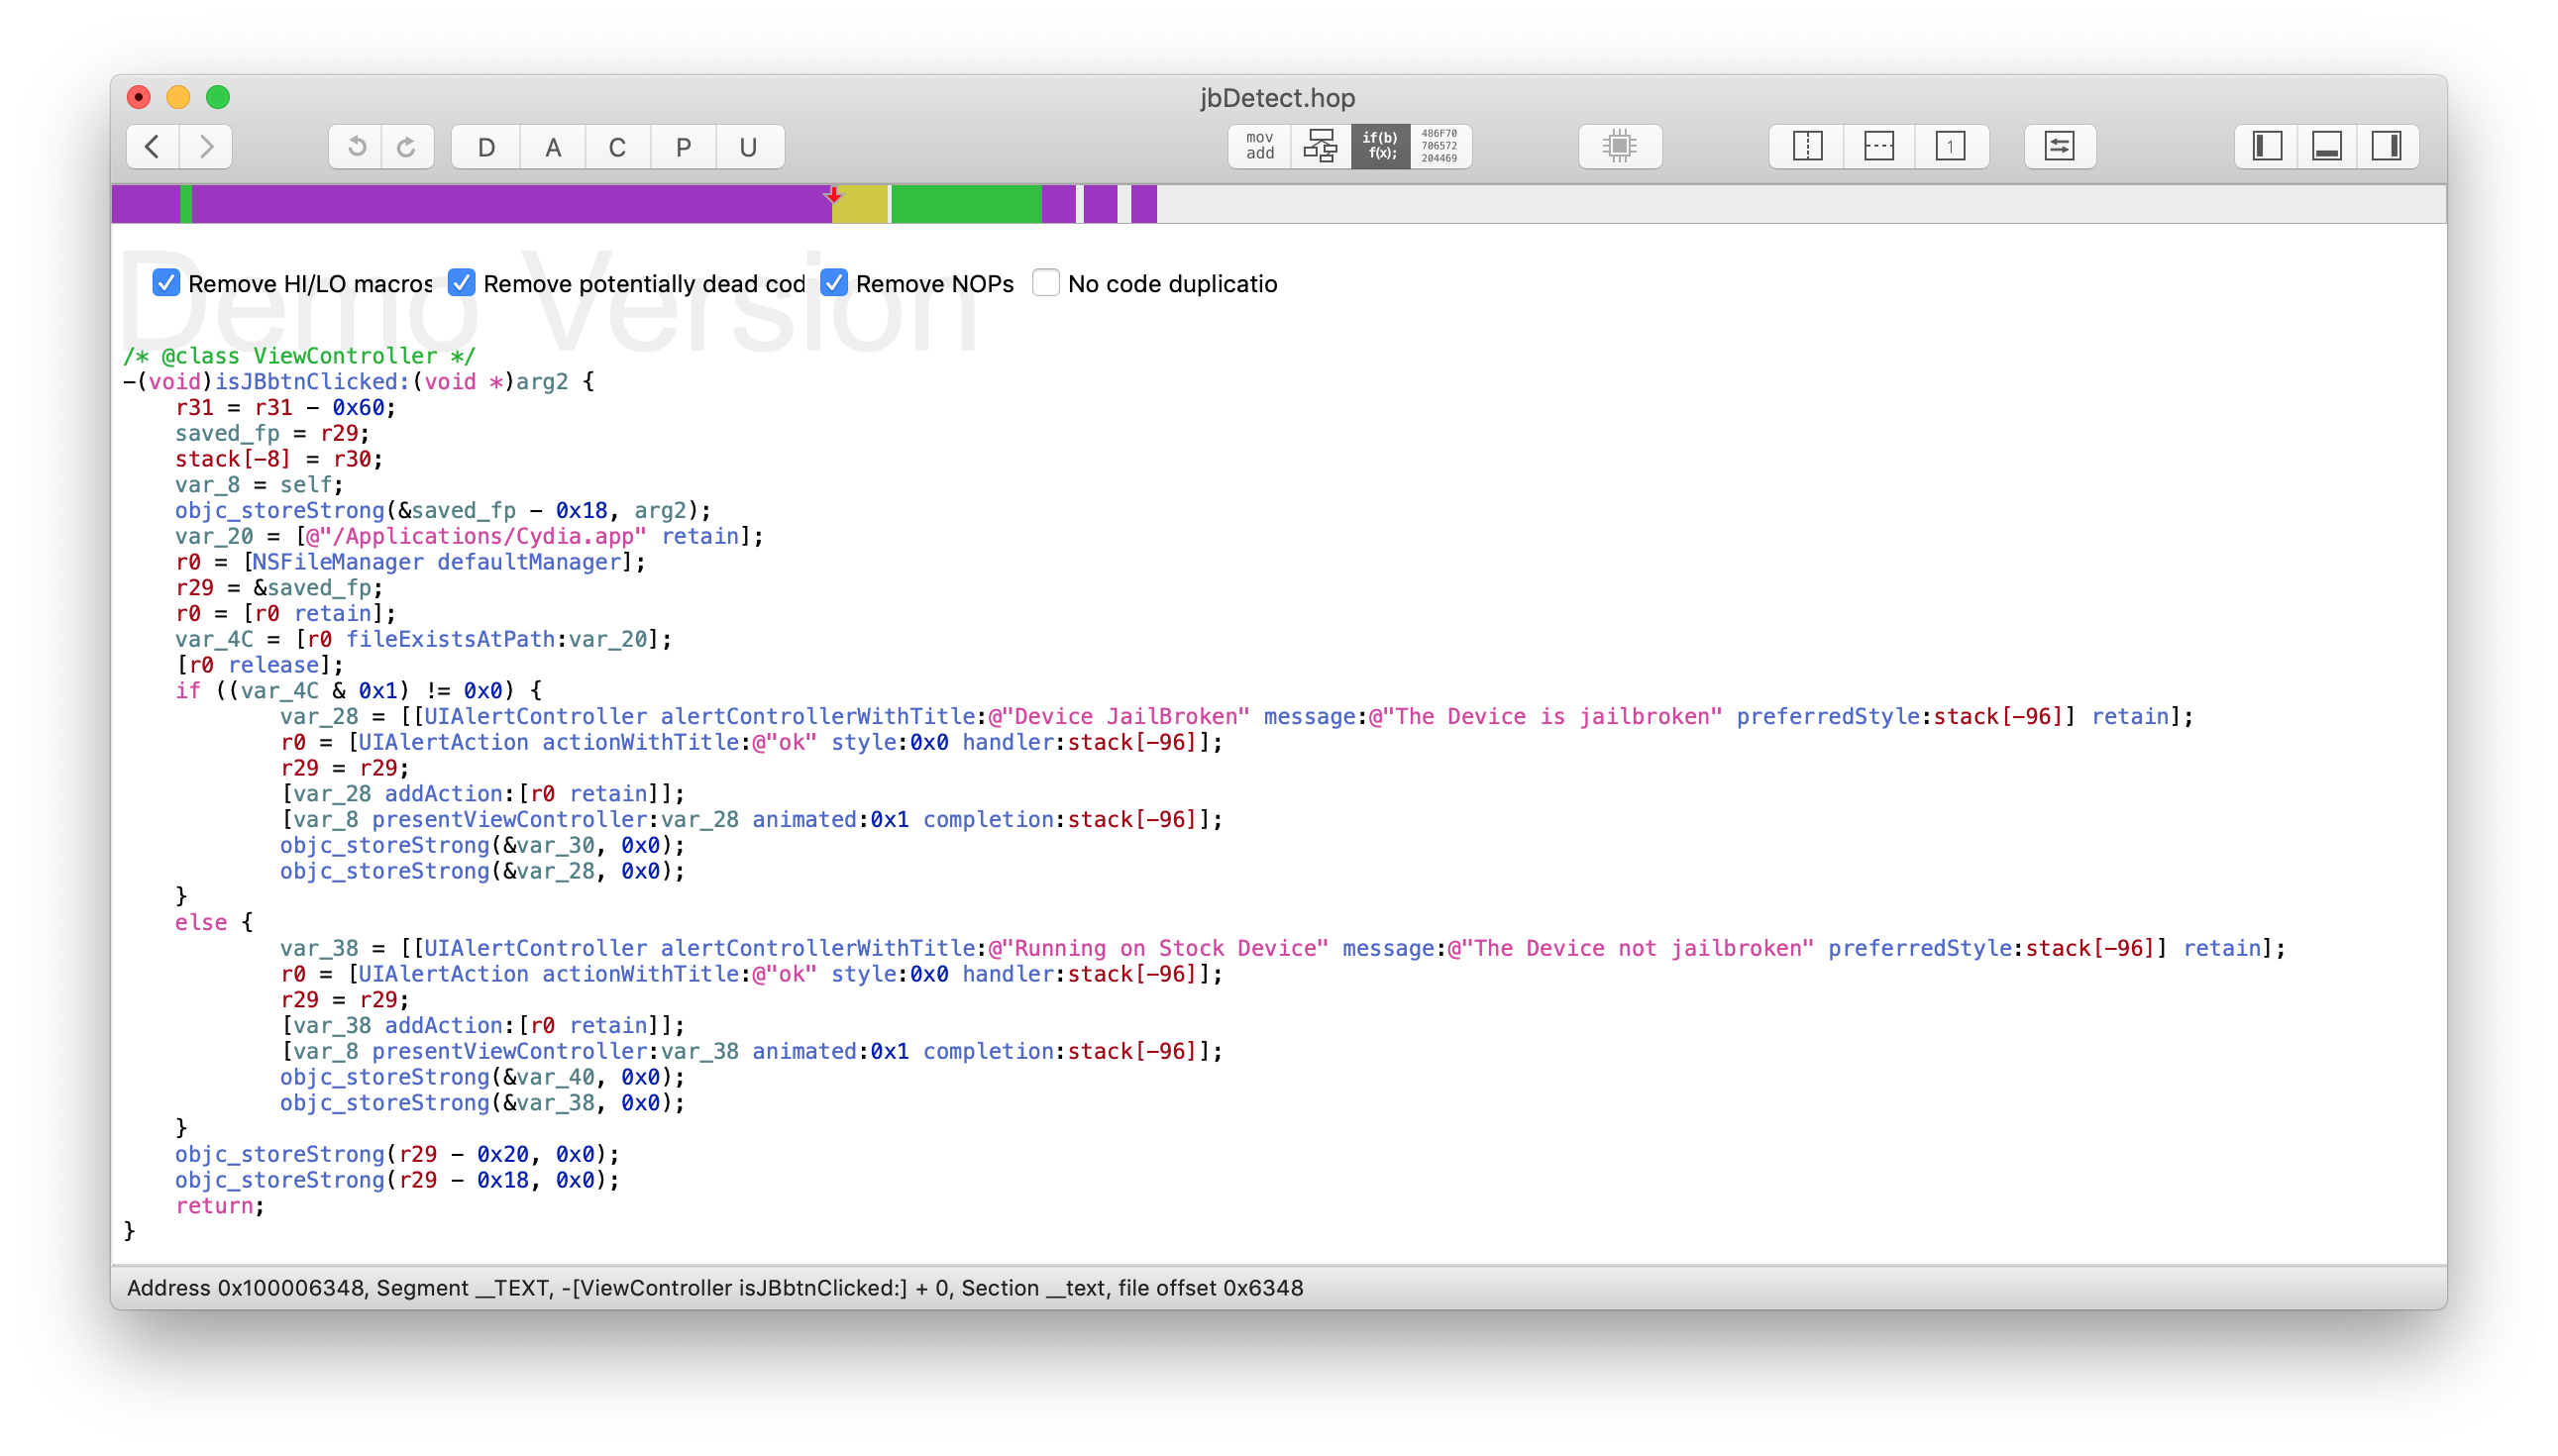 jbDetect.hop
D A C P U
mov
add
if(b)
f(x);
486F70
706572
204469
1
Demo Version
Remove HI/LO macros Remove potentially dead cod Remove NOPs No code duplicatio
/* @class ViewController */
-(void)isJBbtnClicked:(void *)arg2 {
r31 = r31 - 0x60;
saved_fp = r29;
stack[-8] = r30;
var_8 = self;
objc_storeStrong(&saved_fp - 0x18, arg2);
var_20 = [@"/Applications/Cydia.app" retain];
r0 = [NSFileManager defaultManager];
r29 = &saved_fp;
r0 = [r0 retain];
var_4C = [r0 fileExistsAtPath:var_20];
[r0 release];
if ((var_4C & 0x1) != 0x0) {
var_28 = [[UIAlertController alertControllerWithTitle:@"Device JailBroken" message:@"The Device is jailbroken" preferredStyle:stack[-96]] retain];
r0 = [UIAlertAction actionWithTitle:@"ok" style:0x0 handler:stack[-96]];
r29 = r29;
[var_28 addAction:[r0 retain]];
[var_8 presentViewController:var_28 animated:0x1 completion:stack[-96]];
objc_storeStrong(&var_30, 0x0);
objc_storeStrong(&var_28, 0x0);
}
else {
var_38 = [[UIAlertController alertControllerWithTitle:@"Running on Stock Device" message:@"The Device not jailbroken" preferredStyle:stack[-96]] retain];
r0 = [UIAlertAction actionWithTitle:@"ok" style:0x0 handler:stack[-96]];
r29 = r29;
[var_38 addAction:[r0 retain]];
[var_8 presentViewController:var_38 animated:0x1 completion:stack[-96]];
objc_storeStrong(&var_40, 0x0);
objc_storeStrong(&var_38, 0x0);
}
objc_storeStrong(r29 - 0x20, 0x0);
objc_storeStrong(r29 - 0x18, 0x0);
return;
}
Address 0x100006348, Segment __TEXT, -[ViewController isJBbtnClicked:] + 0, Section __text, file offset 0x6348